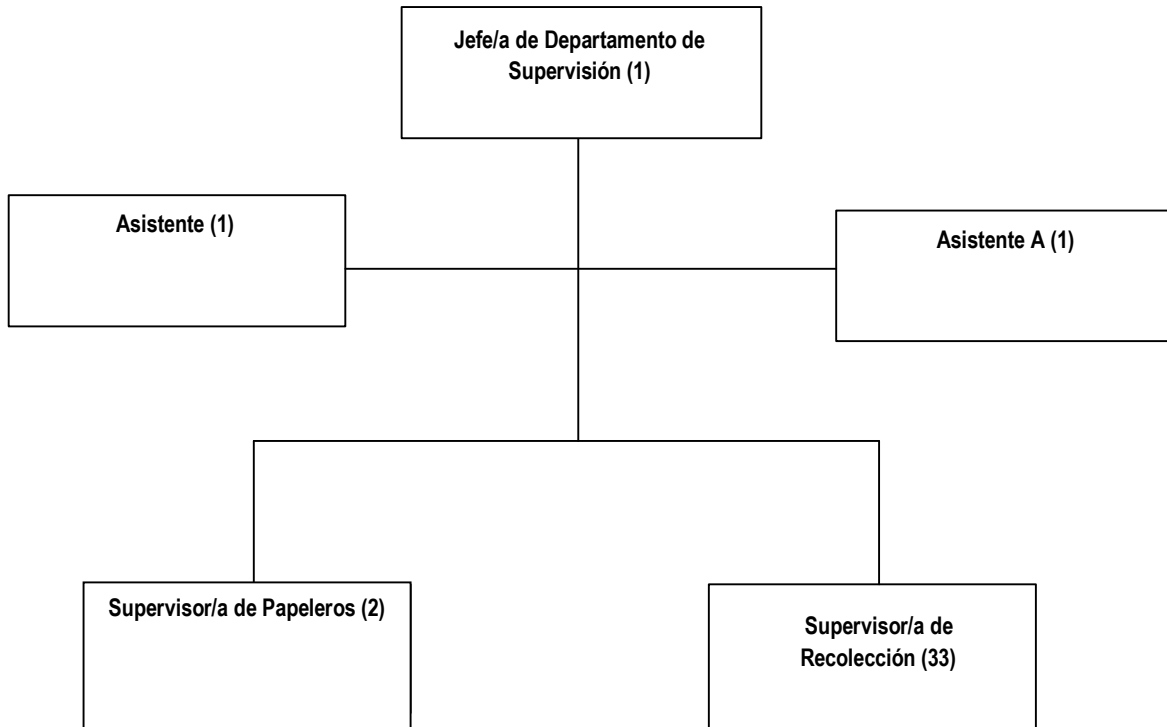 Jefe/a de Departamento de
Supervisión (1)
Asistente (1)
Asistente A (1)
Supervisor/a de Papeleros (2)
Supervisor/a de
Recolección (33)